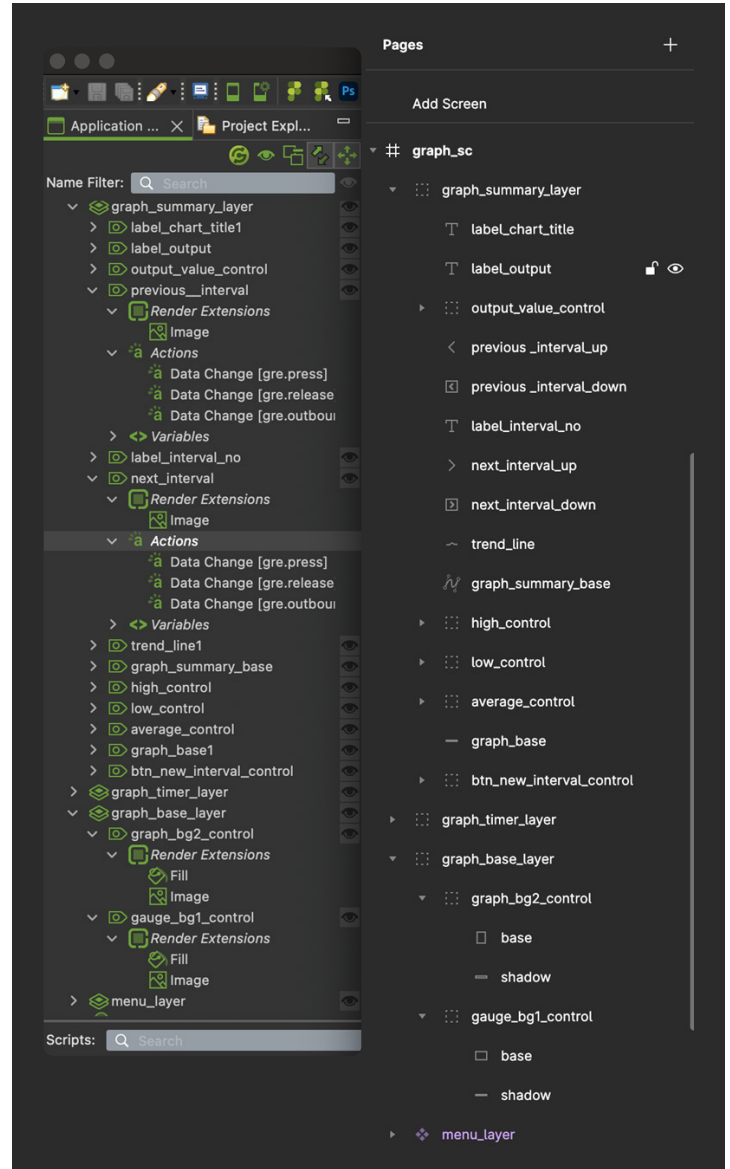 Ps
Application ...
Project Expl...
Name Filter:
Search
graph_summary_layer
label_chart_title1
label_output
output_value_control
previous__interval
Render Extensions
Image
Actions
Data Change [gre.press]
Data Change [gre.release
Data Change [gre.outbour
Variables
label_interval_no
next_interval
Render Extensions
Image
Actions
Data Change [gre.press]
Data Change [gre.release
Data Change [gre.outbour
Variables
trend_line1
graph_summary_base
high_control
low_control
average_control
graph_base1
btn_new_interval_control
graph_timer_layer
graph_base_layer
graph_bg2_control
Render Extensions
Fill
Image
gauge_bg1_control
Render Extensions
Fill
Image
menu_layer
Scripts:
Search
Pages
Add Screen
graph_sc
graph_summary_layer
label_chart_title
label_output
output_value_control
previous _interval_up
previous _interval_down
label_interval_no
next_interval_up
next_interval_down
trend_line
graph_summary_base
high_control
low_control
average_control
graph_base
btn_new_interval_control
graph_timer_layer
graph_base_layer
graph_bg2_control
base
shadow
gauge_bg1_control
base
shadow
menu_layer